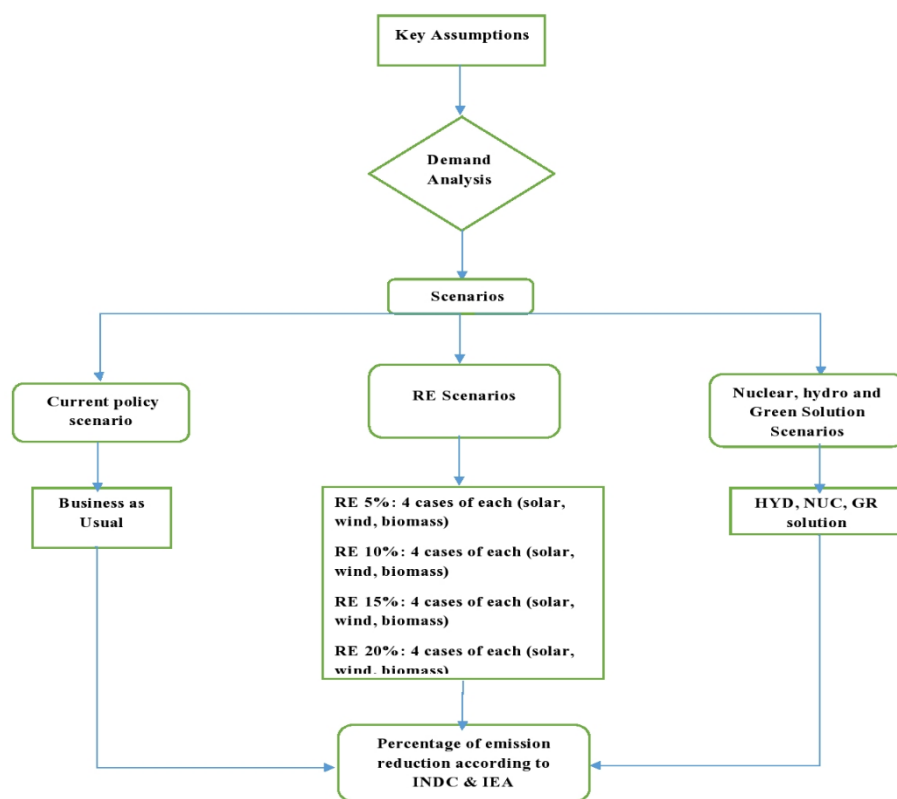 Key Assumptions
Demand
Analysis
Scenarios
Current policy
scenario
RE Scenarios
Nuclear, hydro and
Green Solution
Scenarios
Business as
Usual
RE 5%: 4 cases of each (solar,
wind, biomass)
RE 10%: 4 cases of each (solar,
wind, biomass)
RE 15%: 4 cases of each (solar,
wind, biomass)
RE 20%: 4 cases of each (solar,
wind, biomass)
HYD, NUC, GR
solution
Percentage of emission
reduction according to
INDC & IEA